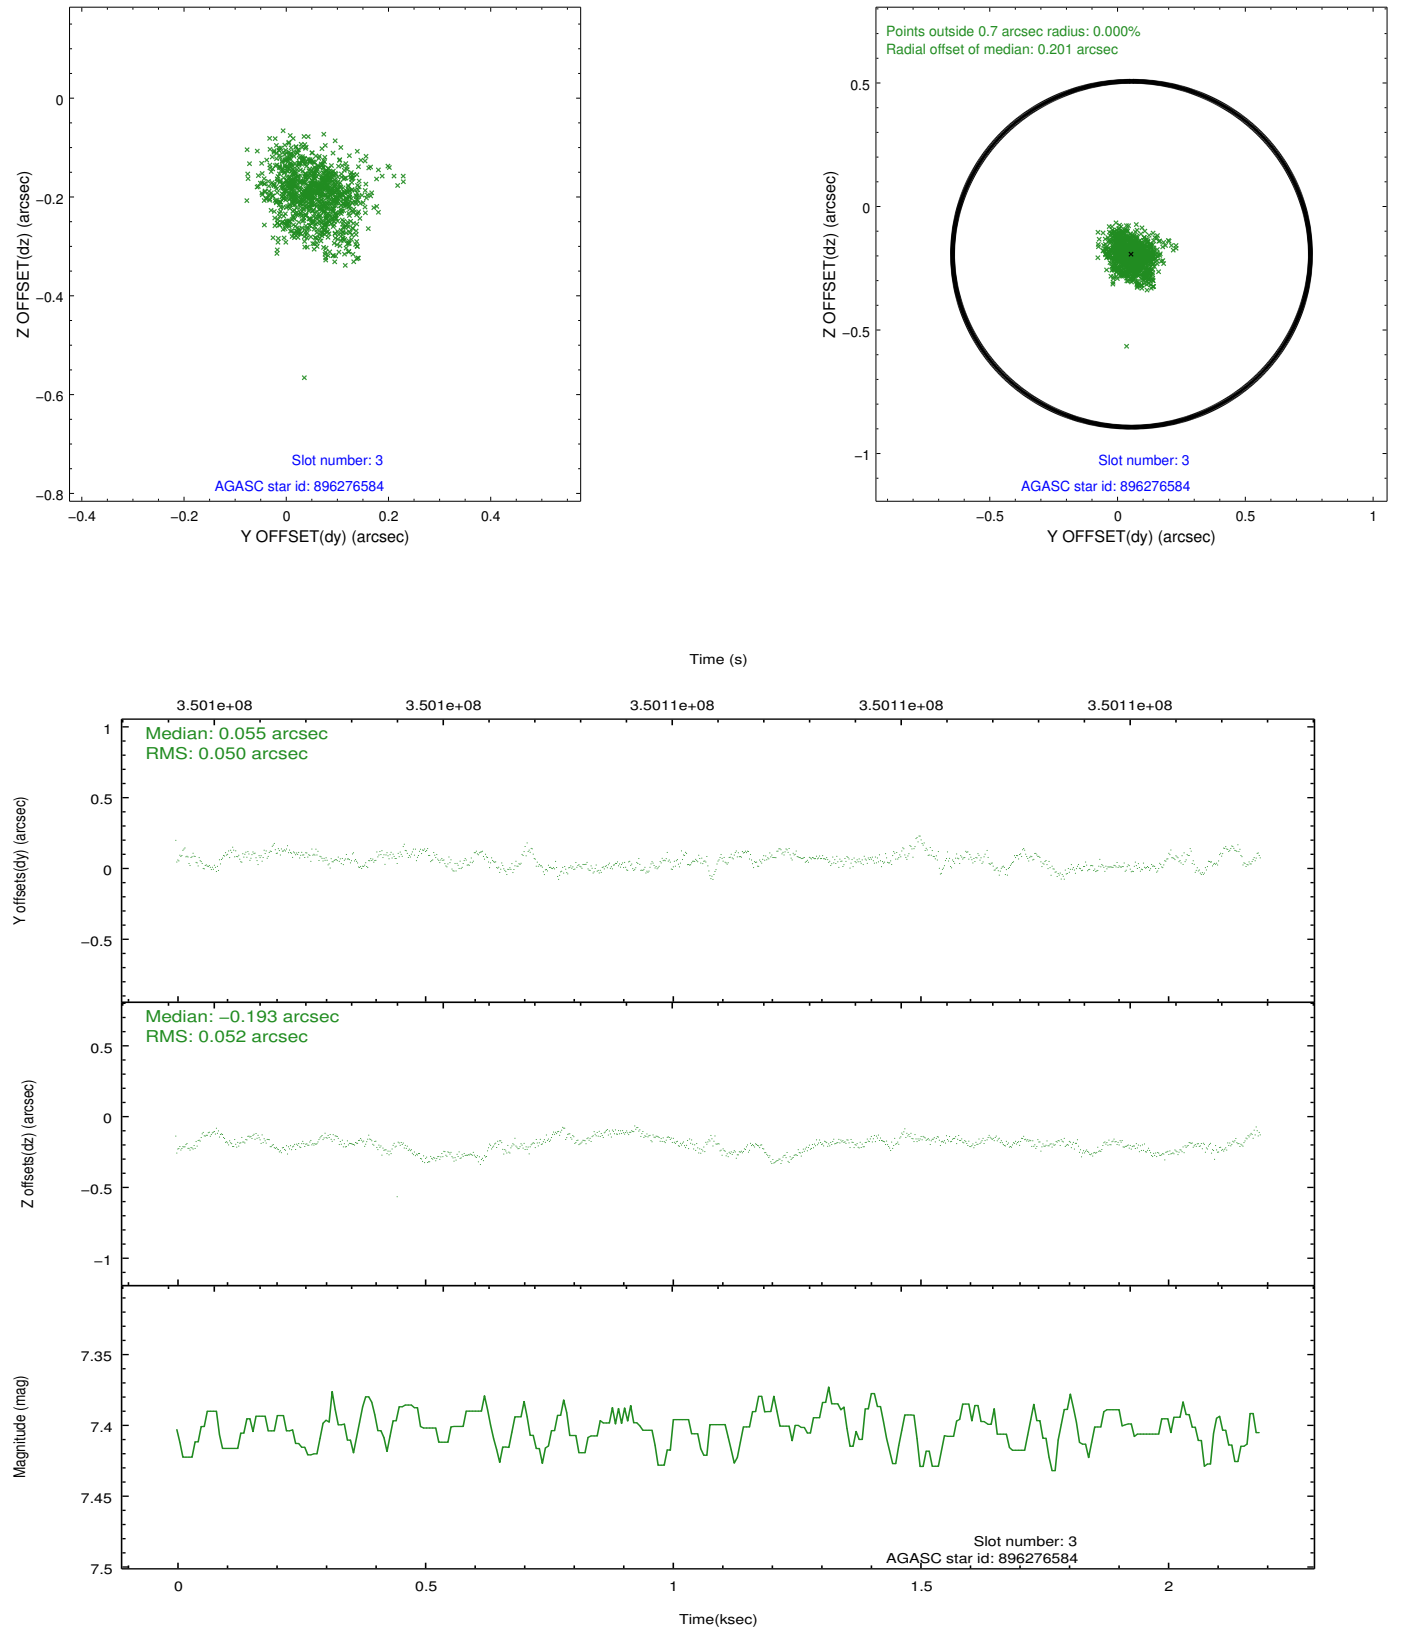 0
−0.2
−0.4
−0.6
−0.8
Z OFFSET(dz) (arcsec)
Slot number: 3
AGASC star id: 896276584
−0.4
−0.2
0
0.2
0.4
Y OFFSET(dy) (arcsec)
Points outside 0.7 arcsec radius: 0.000%
Radial offset of median: 0.201 arcsec
0.5
0
−0.5
−1
Z OFFSET(dz) (arcsec)
Slot number: 3
AGASC star id: 896276584
−0.5
0
0.5
1
Y OFFSET(dy) (arcsec)
Time (s)
3.501e+08
3.501e+08
3.5011e+08
3.5011e+08
3.5011e+08
Median: 0.055 arcsec
RMS: 0.050 arcsec
1
0.5
0
−0.5
Y offsets(dy) (arcsec)
Median: −0.193 arcsec
RMS: 0.052 arcsec
0.5
0
−0.5
−1
Z offsets(dz) (arcsec)
7.35
7.4
7.45
7.5
Magnitude (mag)
Slot number: 3
AGASC star id: 896276584
0
0.5
1
1.5
2
Time(ksec)